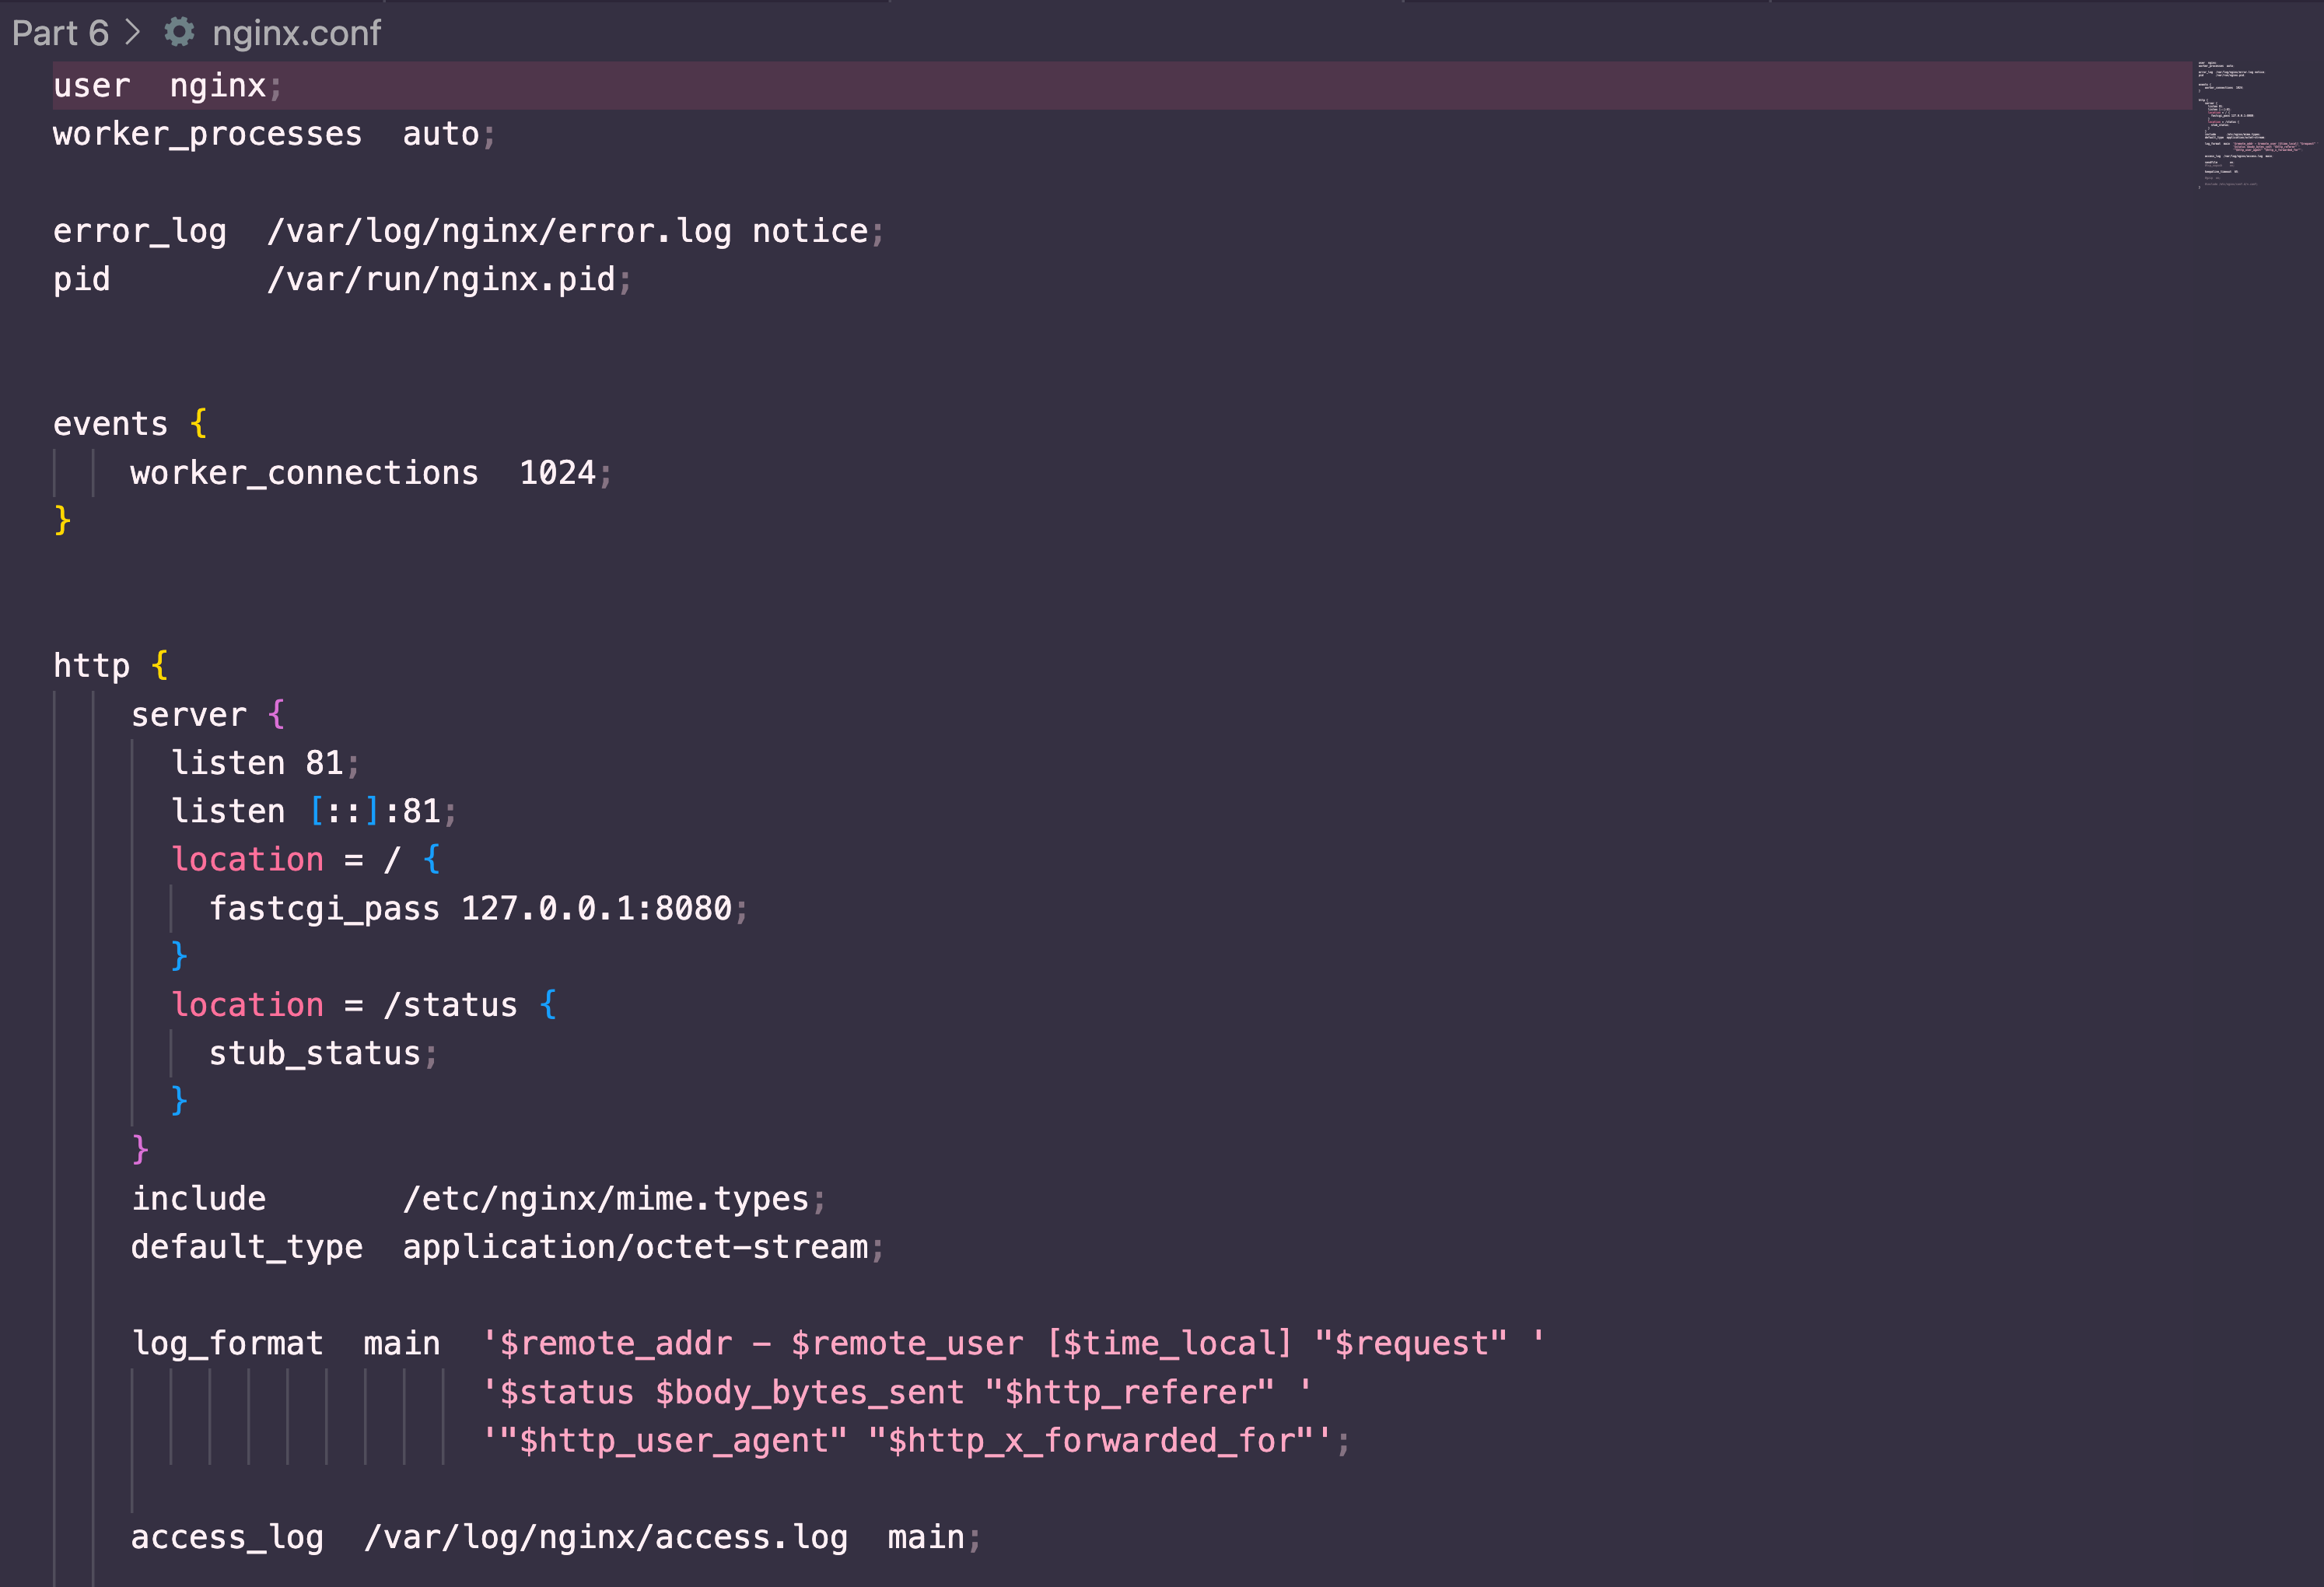 Part 6 > nginx.conf
user  nginx;
worker_processes  auto;
error_log  /var/log/nginx/error.log notice;
pid        /var/run/nginx.pid;
events {
    worker_connections  1024;
}
http {
    server {
      listen 81;
      listen [::]:81;
      location = / {
        fastcgi_pass 127.0.0.1:8080;
      }
      location = /status {
        stub_status;
      }
    }
    include       /etc/nginx/mime.types;
    default_type  application/octet-stream;
    log_format  main  '$remote_addr - $remote_user [$time_local] "$request" '
                      '$status $body_bytes_sent "$http_referer" '
                      '"$http_user_agent" "$http_x_forwarded_for"';
    access_log  /var/log/nginx/access.log  main;